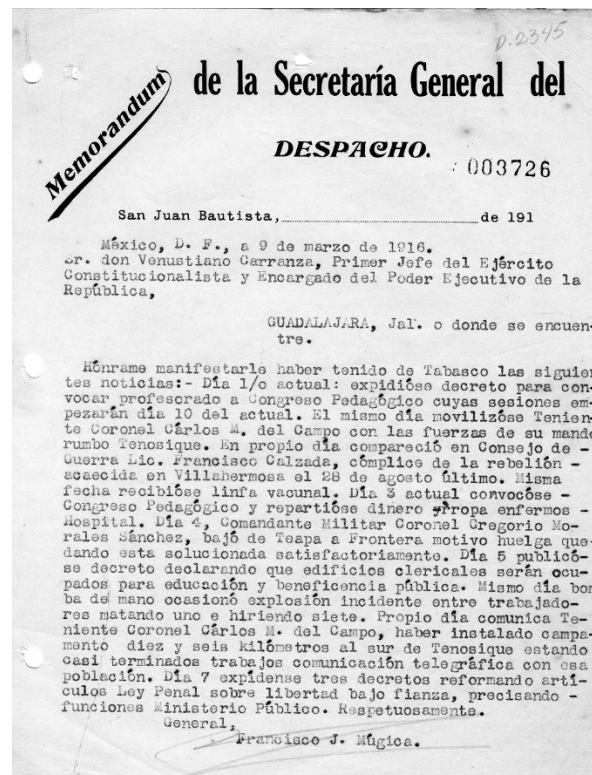 D.2345
Memorandum
de la Secretaría General del
DESPACHO.
003726
San Juan Bautista, de 191
México, D. F., a 9 de marzo de 1916.
Sr. don Venustiano Carranza, Primer Jefe del Ejército
Constitucionalista y Encargado del Poder Ejecutivo de la
República,
GUADALAJARA, Jal. o donde se encuen-
tre.
Hónrame manifestarle haber tenido de Tabasco las siguien
tes noticias:- Día 1/o actual: expidióse decreto para con-
vocar profesorado a Congreso Pedagógico cuyas sesiones em-
pezarán día 10 del actual. El mismo día movilizóse Tenien-
te Coronel Cárlos M. del Campo con las fuerzas de su mando
rumbo Tenosique. En propio día compareció en Consejo de -
Guerra Lic. Francisco Calzada, cómplice de la rebelión -
acaecida en Villahermosa el 28 de agosto último. Misma
fecha recibióse linfa vacunal. Día 3 actual convocóse -
Congreso Pedagógico y repartióse dinero y ropa enfermos -
Hospital. Día 4, Comandante Militar Coronel Gregorio Mo-
rales Sánchez, bajó de Teapa a Frontera motivo huelga que-
dando esta solucionada satisfactoriamente. Día 5 publicó-
se decreto declarando que edificios clericales serán ocu-
pados para educación y beneficencia pública. Mismo día bom
ba de mano ocasionó explosión incidente entre trabajado-
res matando uno e hiriendo siete. Propio día comunica Te-
niente Coronel Cárlos M. del Campo, haber instalado campa-
mento diez y seis kilómetros al sur de Tenosique estando
casi terminados trabajos comunicación telegráfica con esa
población. Día 7 expídense tres decretos reformando artí-
culos Ley Penal sobre libertad bajo fianza, precisando -
funciones Ministerio Público. Respetuosamente.
General,
Francisco J. Múgica.